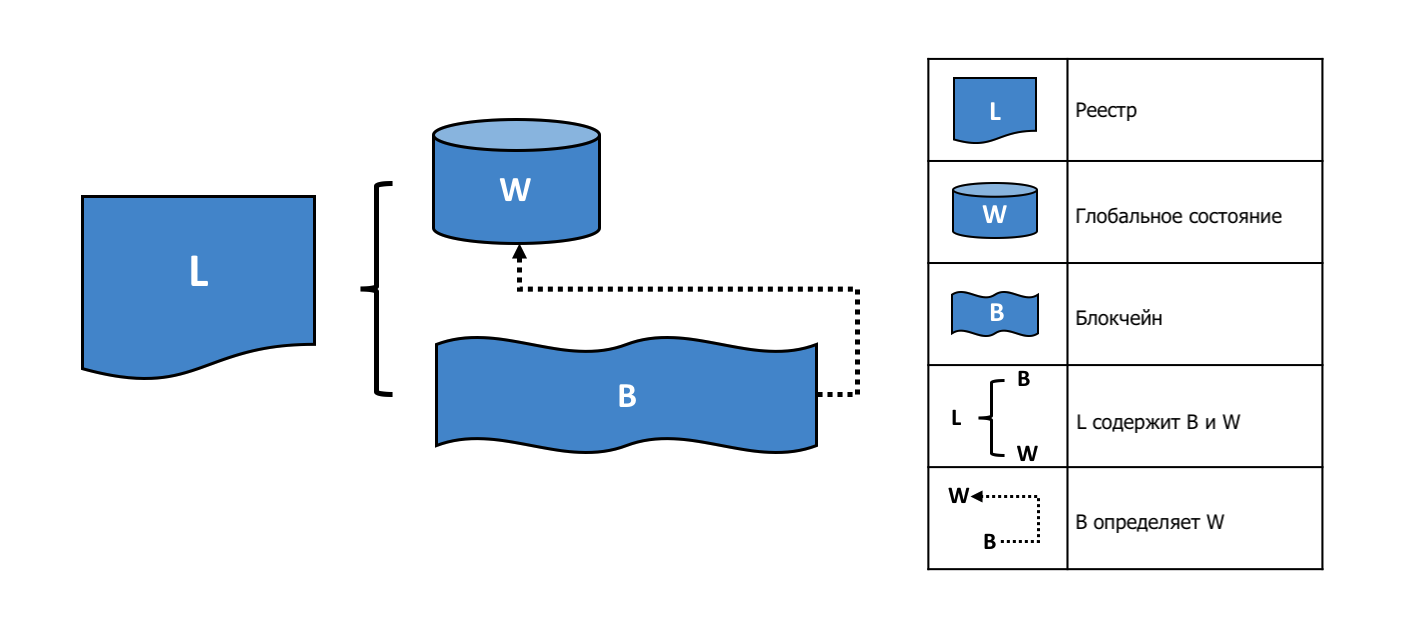 L
W
B
L
Реестр
W
Глобальное состояние
B
Блокчейн
B
L
W
L содержит B и W
W
B
B определяет W